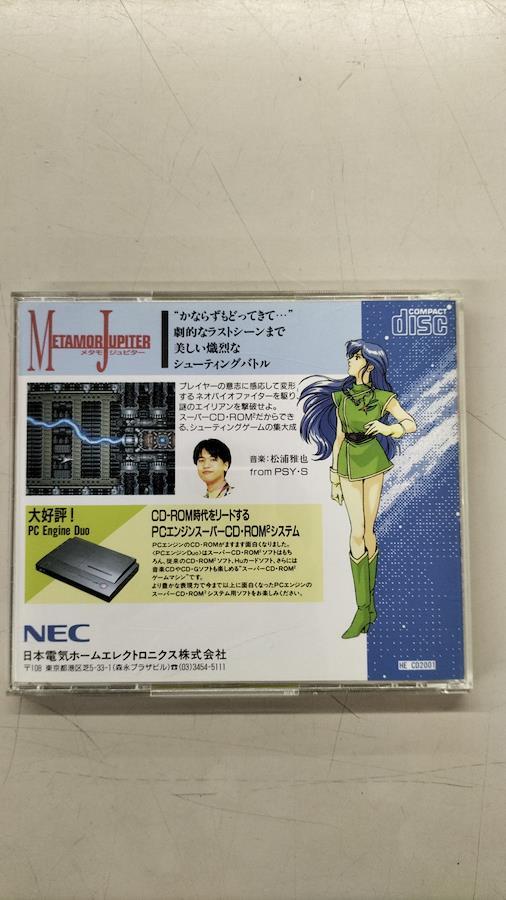 METAMOR JUPITER
メタモ ジュピター
“かならずもどってきて…”
劇的なラストシーンまで
美しい熾烈な
シューティングバトル
COMPACT
disc
プレイヤーの意志に感応して変形
するネオバイオファイターを駆り、
謎のエイリアンを撃破せよ。
スーパーCD・ROM²だからでき
る、シューティングゲームの集大成
音楽:松浦雅也
from PSY・S
大好評!
PC Engine Duo
CD-ROM時代をリードする
PCエンジンスーパーCD・ROM²システム
PCエンジンのCD・ROMがますます面白くなりました。
〈PCエンジンDuo〉はスーパーCD・ROM²ソフトはもち
ろん、従来のCD・ROM²ソフト、Huカードソフト、さらには
音楽CDやCD-Gソフトも楽しめる“スーパーCD・ROM²
ゲームマシン”です。
より豊かな表現力で今まで以上に面白くなったPCエンジンの
スーパーCD・ROM²システム用ソフトをお楽しみください。
NEC
日本電気ホームエレクトロニクス株式会社
〒108 東京都港区芝5-33-1(森永プラザビル)☎(03)3454-5111
HE CD2001